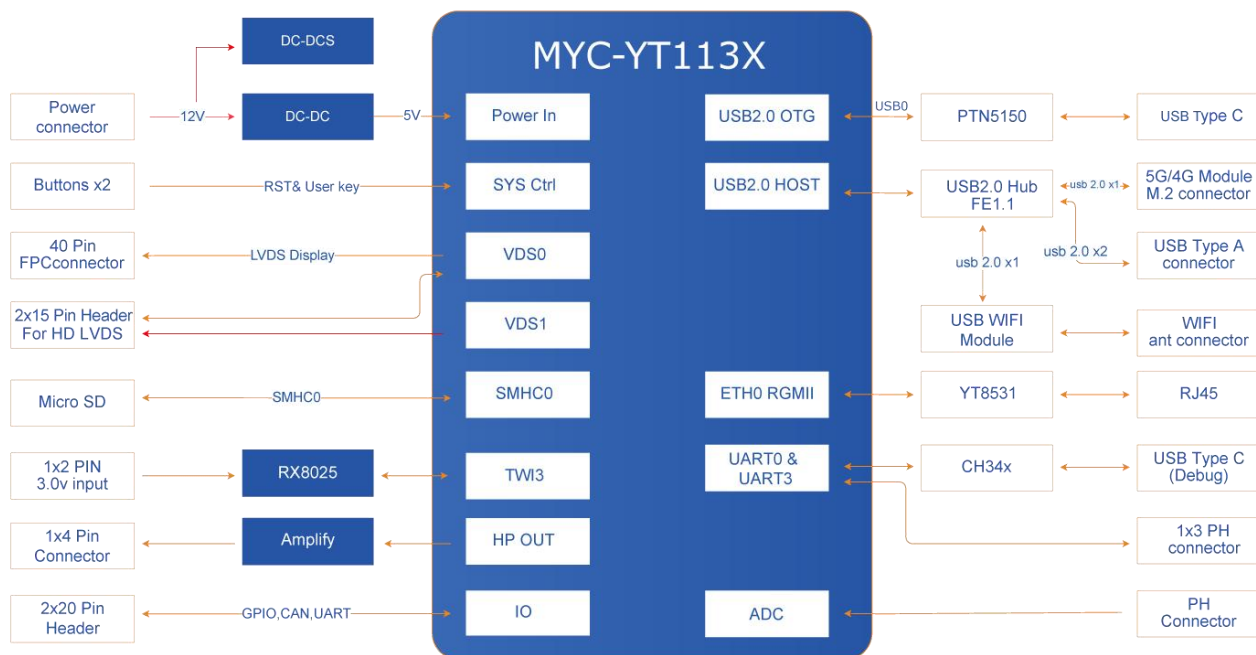 DC-DCS
MYC-YT113X
Power
connector
12V
DC-DC
5V
Power In
USB2.0 OTG
USB0
PTN5150
USB Type C
Buttons x2
RST& User key
SYS Ctrl
USB2.0 HOST
USB2.0 Hub
FE1.1
usb 2.0 x1
5G/4G Module
M.2 connector
40 Pin
FPCconnector
LVDS Display
VDS0
usb 2.0 x1
usb 2.0 x2
USB Type A
connector
2x15 Pin Header
For HD LVDS
VDS1
USB WIFI
Module
WIFI
ant connector
Micro SD
SMHC0
SMHC0
ETH0 RGMII
YT8531
RJ45
1x2 PIN
3.0v input
RX8025
TWI3
UART0 &
UART3
CH34x
USB Type C
(Debug)
1x4 Pin
Connector
Amplify
HP OUT
1x3 PH
connector
2x20 Pin
Header
GPIO,CAN,UART
IO
ADC
PH
Connector